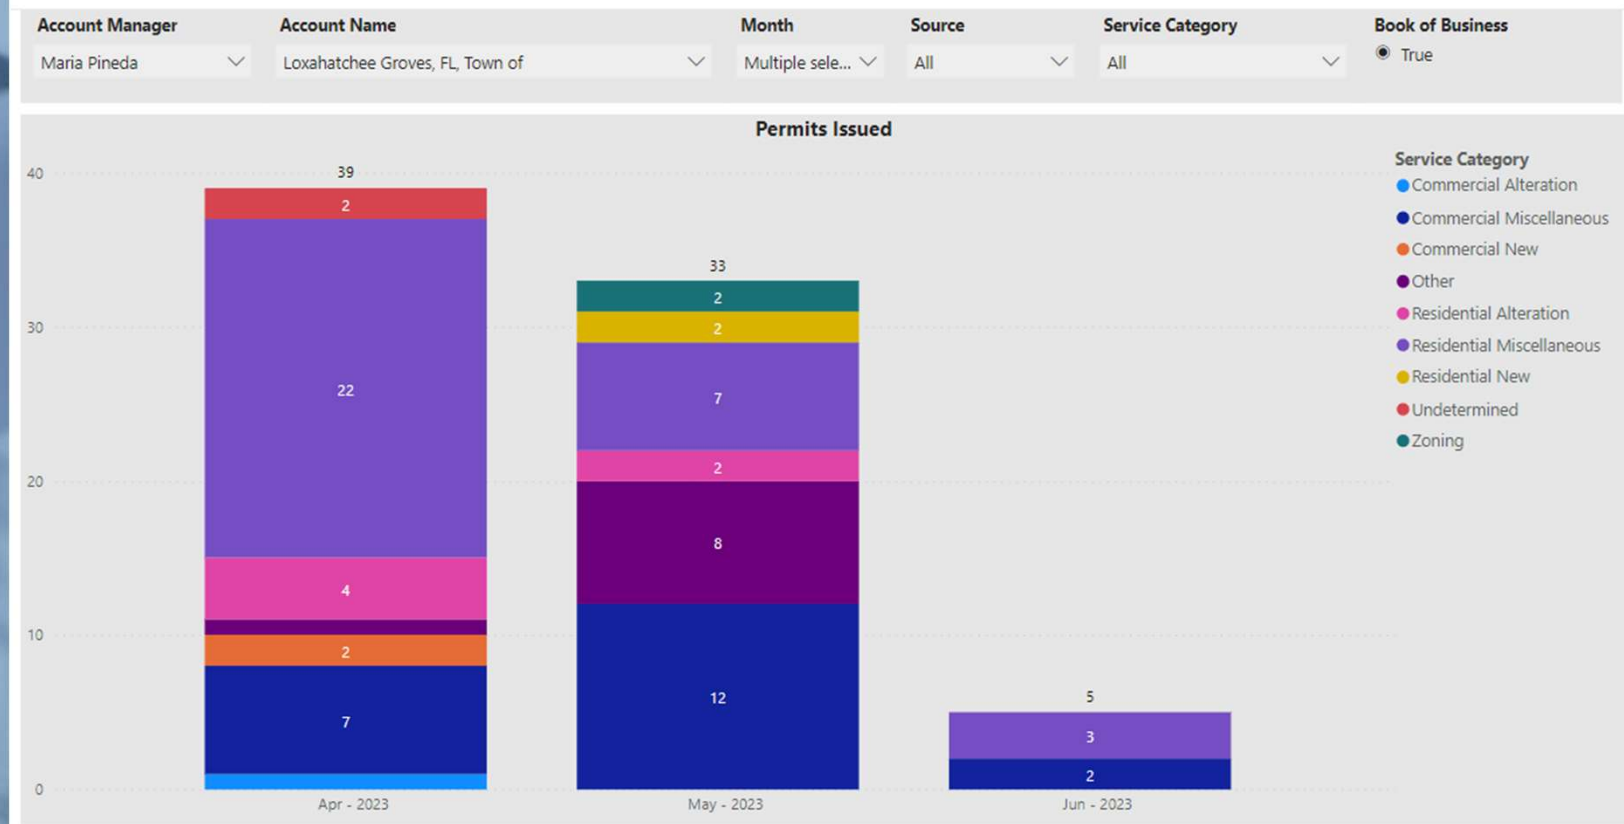 Account Manager
Account Name
Month
Source
Service Category
Book of Business
Maria Pineda
Loxahatchee Groves, FL, Town of
Multiple sele...
All
All
True
Permits Issued
Service Category
Commercial Alteration
Commercial Miscellaneous
Commercial New
Other
Residential Alteration
Residential Miscellaneous
Residential New
Undetermined
Zoning
40
30
20
10
0
39
2
22
4
2
7
33
2
2
7
2
8
12
5
3
2
Apr - 2023
May - 2023
Jun - 2023